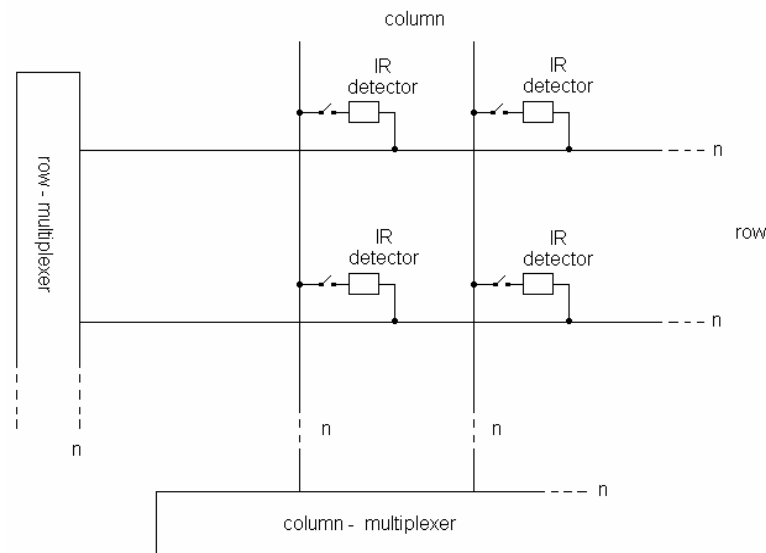 column
IR
detector
IR
detector
n
row - multiplexer
IR
detector
IR
detector
row
n
n
n
n
n
column - multiplexer